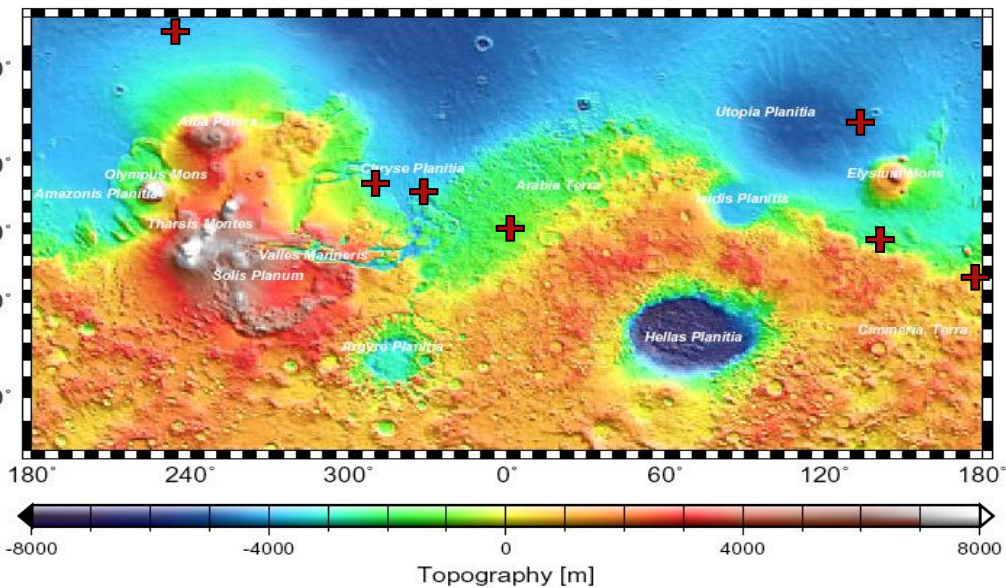 Utopia Planitia
Alba Patera
Chryse Planitia
Olympus Mons
Elysium Mons
Arabia Terra
Amazonis Planitia
Isidis Planitia
Tharsis Montes
Valles Marineris
Solis Planum
Cimmeria Terra
Hellas Planitia
Argyre Planitia
180° 240 300° 0° 60° 120° 180°
-8000 -4000 0 4000 8000
Topography [m]